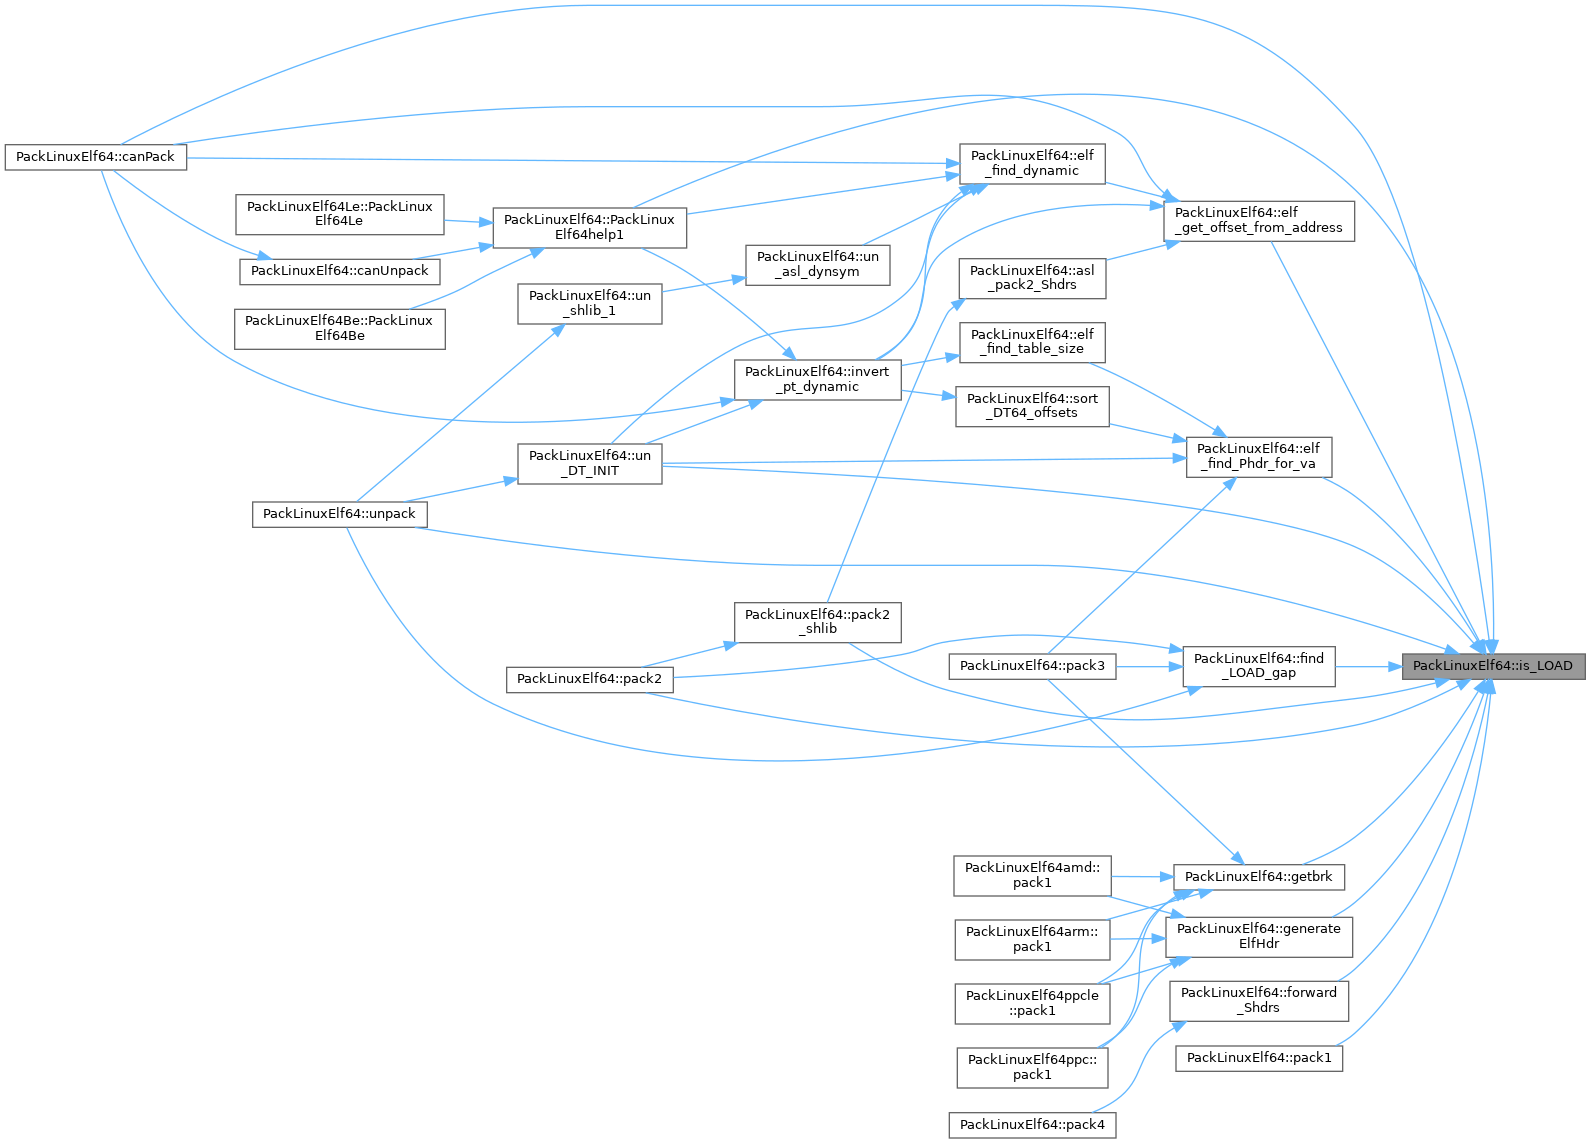 PackLinuxElf64::canPack
PackLinuxElf64Le::PackLinux
Elf64Le
PackLinuxElf64::canUnpack
PackLinuxElf64Be::PackLinux
Elf64Be
PackLinuxElf64::unpack
PackLinuxElf64::PackLinux
Elf64help1
PackLinuxElf64::un
_shlib_1
PackLinuxElf64::un
_DT_INIT
PackLinuxElf64::pack2
PackLinuxElf64::un
_asl_dynsym
PackLinuxElf64::invert
_pt_dynamic
PackLinuxElf64::pack2
_shlib
PackLinuxElf64::elf
_find_dynamic
PackLinuxElf64::asl
_pack2_Shdrs
PackLinuxElf64::elf
_find_table_size
PackLinuxElf64::sort
_DT64_offsets
PackLinuxElf64::pack3
PackLinuxElf64amd::
pack1
PackLinuxElf64arm::
pack1
PackLinuxElf64ppcle
::pack1
PackLinuxElf64ppc::
pack1
PackLinuxElf64::pack4
PackLinuxElf64::elf
_get_offset_from_address
PackLinuxElf64::elf
_find_Phdr_for_va
PackLinuxElf64::find
_LOAD_gap
PackLinuxElf64::getbrk
PackLinuxElf64::generate
ElfHdr
PackLinuxElf64::forward
_Shdrs
PackLinuxElf64::pack1
PackLinuxElf64::is_LOAD